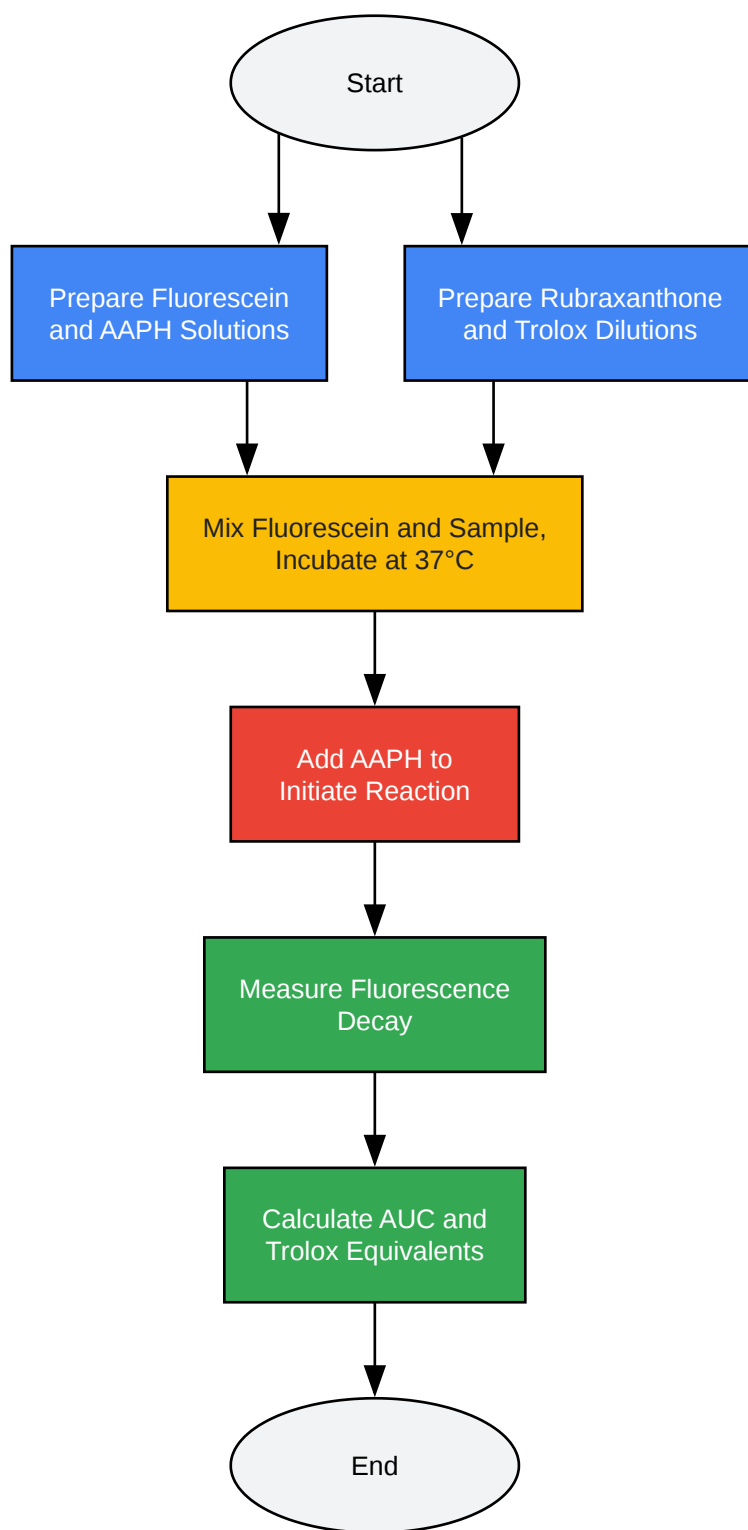 Start
Prepare Fluorescein
and AAPH Solutions
Prepare Rubraxanthone
and Trolox Dilutions
Mix Fluorescein and Sample,
Incubate at 37°C
Add AAPH to
Initiate Reaction
Measure Fluorescence
Decay
Calculate AUC and
Trolox Equivalents
End